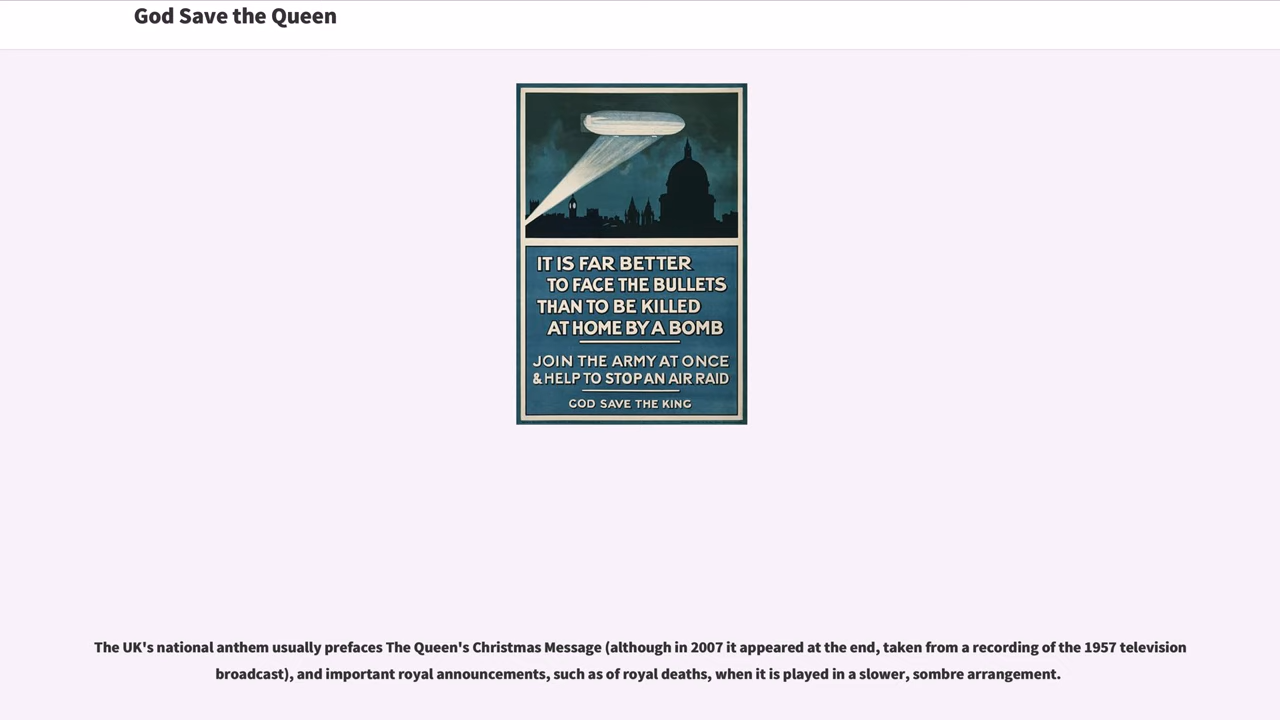 God Save the Queen
IT IS FAR BETTER
TO FACE THE BULLETS
THAN TO BE KILLED
AT HOME BY A BOMB
JOIN THE ARMY AT ONCE
& HELP TO STOP AN AIR RAID
GOD SAVE THE KING
The UK's national anthem usually prefaces The Queen's Christmas Message (although in 2007 it appeared at the end, taken from a recording of the 1957 television
broadcast), and important royal announcements, such as of royal deaths, when it is played in a slower, sombre arrangement.